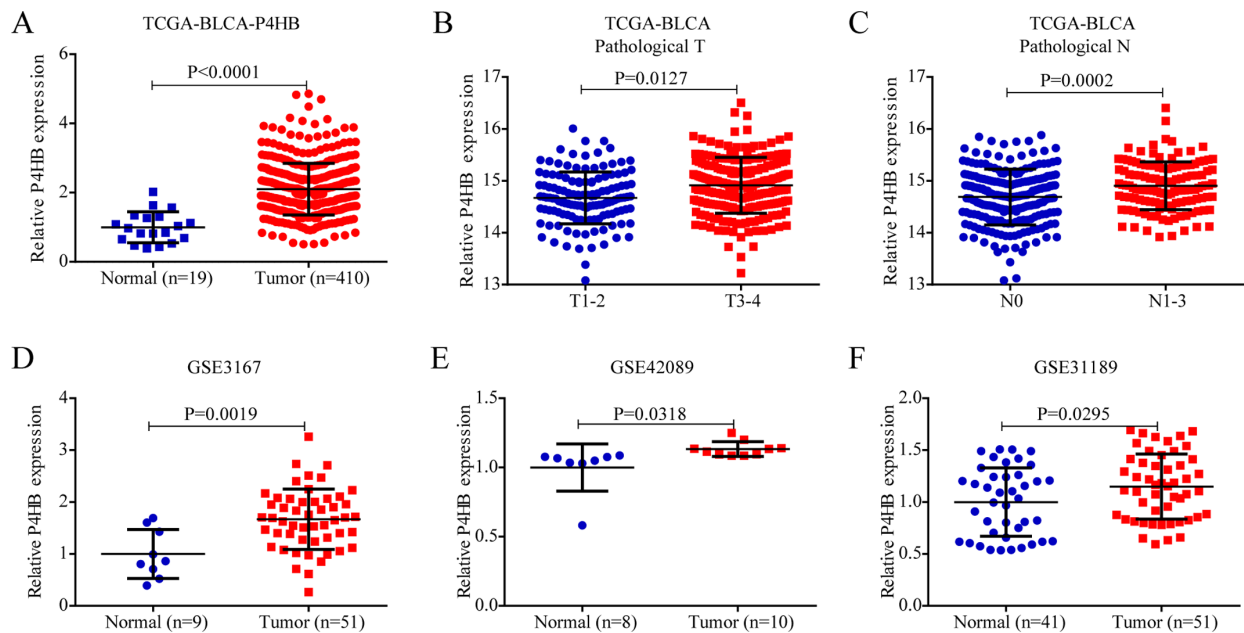 A
TCGA-BLCA-P4HB
Relative P4HB expression
6
4
2
0
P<0.0001
Normal (n=19)
Tumor (n=410)
B
TCGA-BLCA
Pathological T
Relative P4HB expression
17
16
15
14
13
P=0.0127
T1-2
T3-4
C
TCGA-BLCA
Pathological N
Relative P4HB expression
17
16
15
14
13
P=0.0002
N0
N1-3
D
GSE3167
Relative P4HB expression
4
3
2
1
0
P=0.0019
Normal (n=9)
Tumor (n=51)
E
GSE42089
Relative P4HB expression
1.5
1.0
0.5
0.0
P=0.0318
Normal (n=8)
Tumor (n=10)
F
GSE31189
Relative P4HB expression
2.0
1.5
1.0
0.5
0.0
P=0.0295
Normal (n=41)
Tumor (n=51)